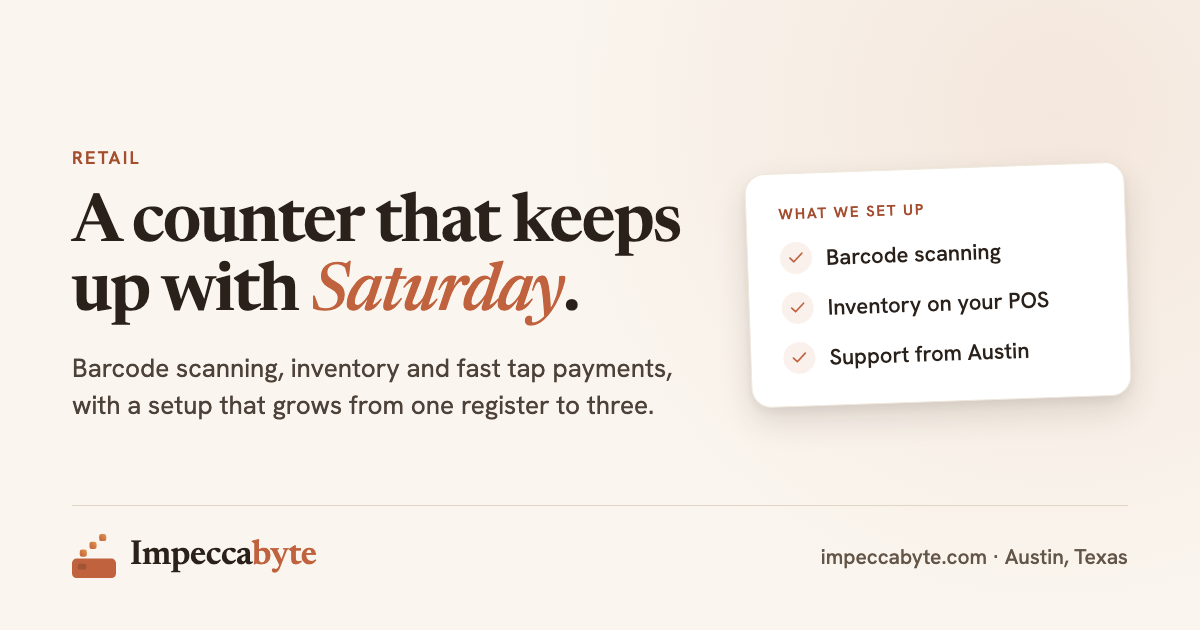 RETAIL
A counter that keeps
up with Saturday.
Barcode scanning, inventory and fast tap payments,
with a setup that grows from one register to three.
WHAT WE SET UP
Barcode scanning
Inventory on your POS
Support from Austin
Impeccabyte
impeccabyte.com · Austin, Texas